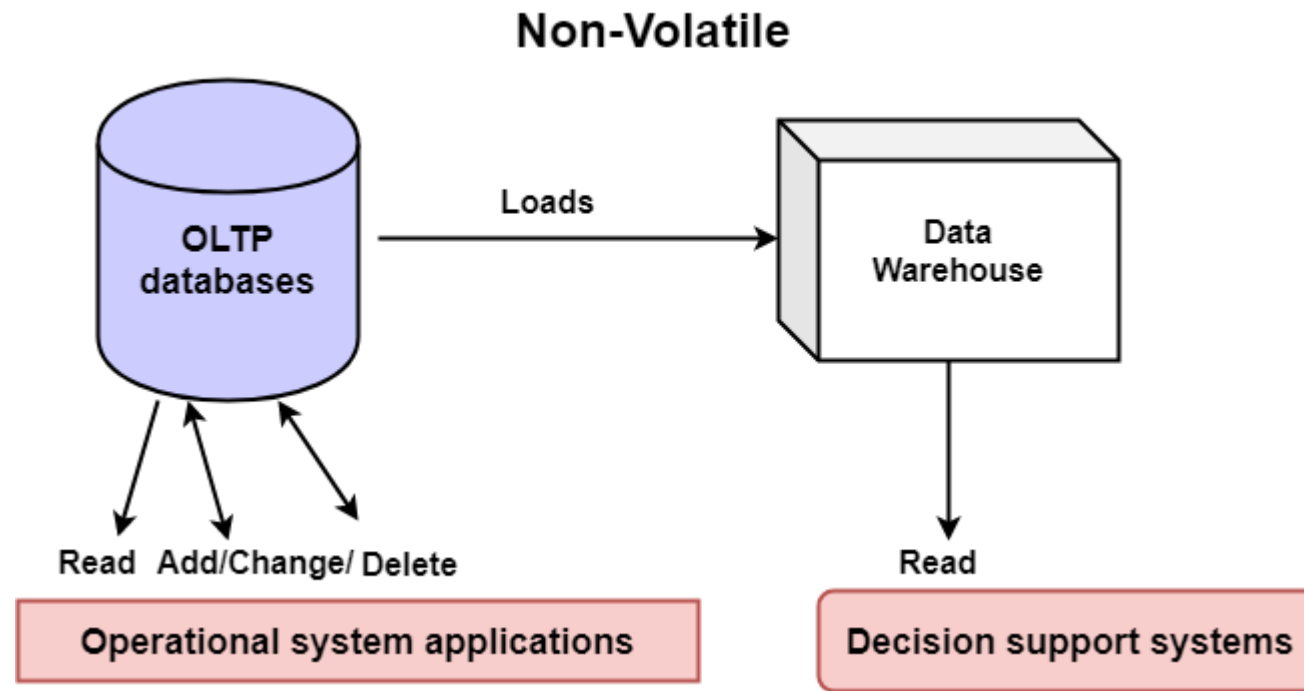 Non-Volatile
OLTP
databases
Loads
Data
Warehouse
Read Add/Change/ Delete
Read
Operational system applications
Decision support systems